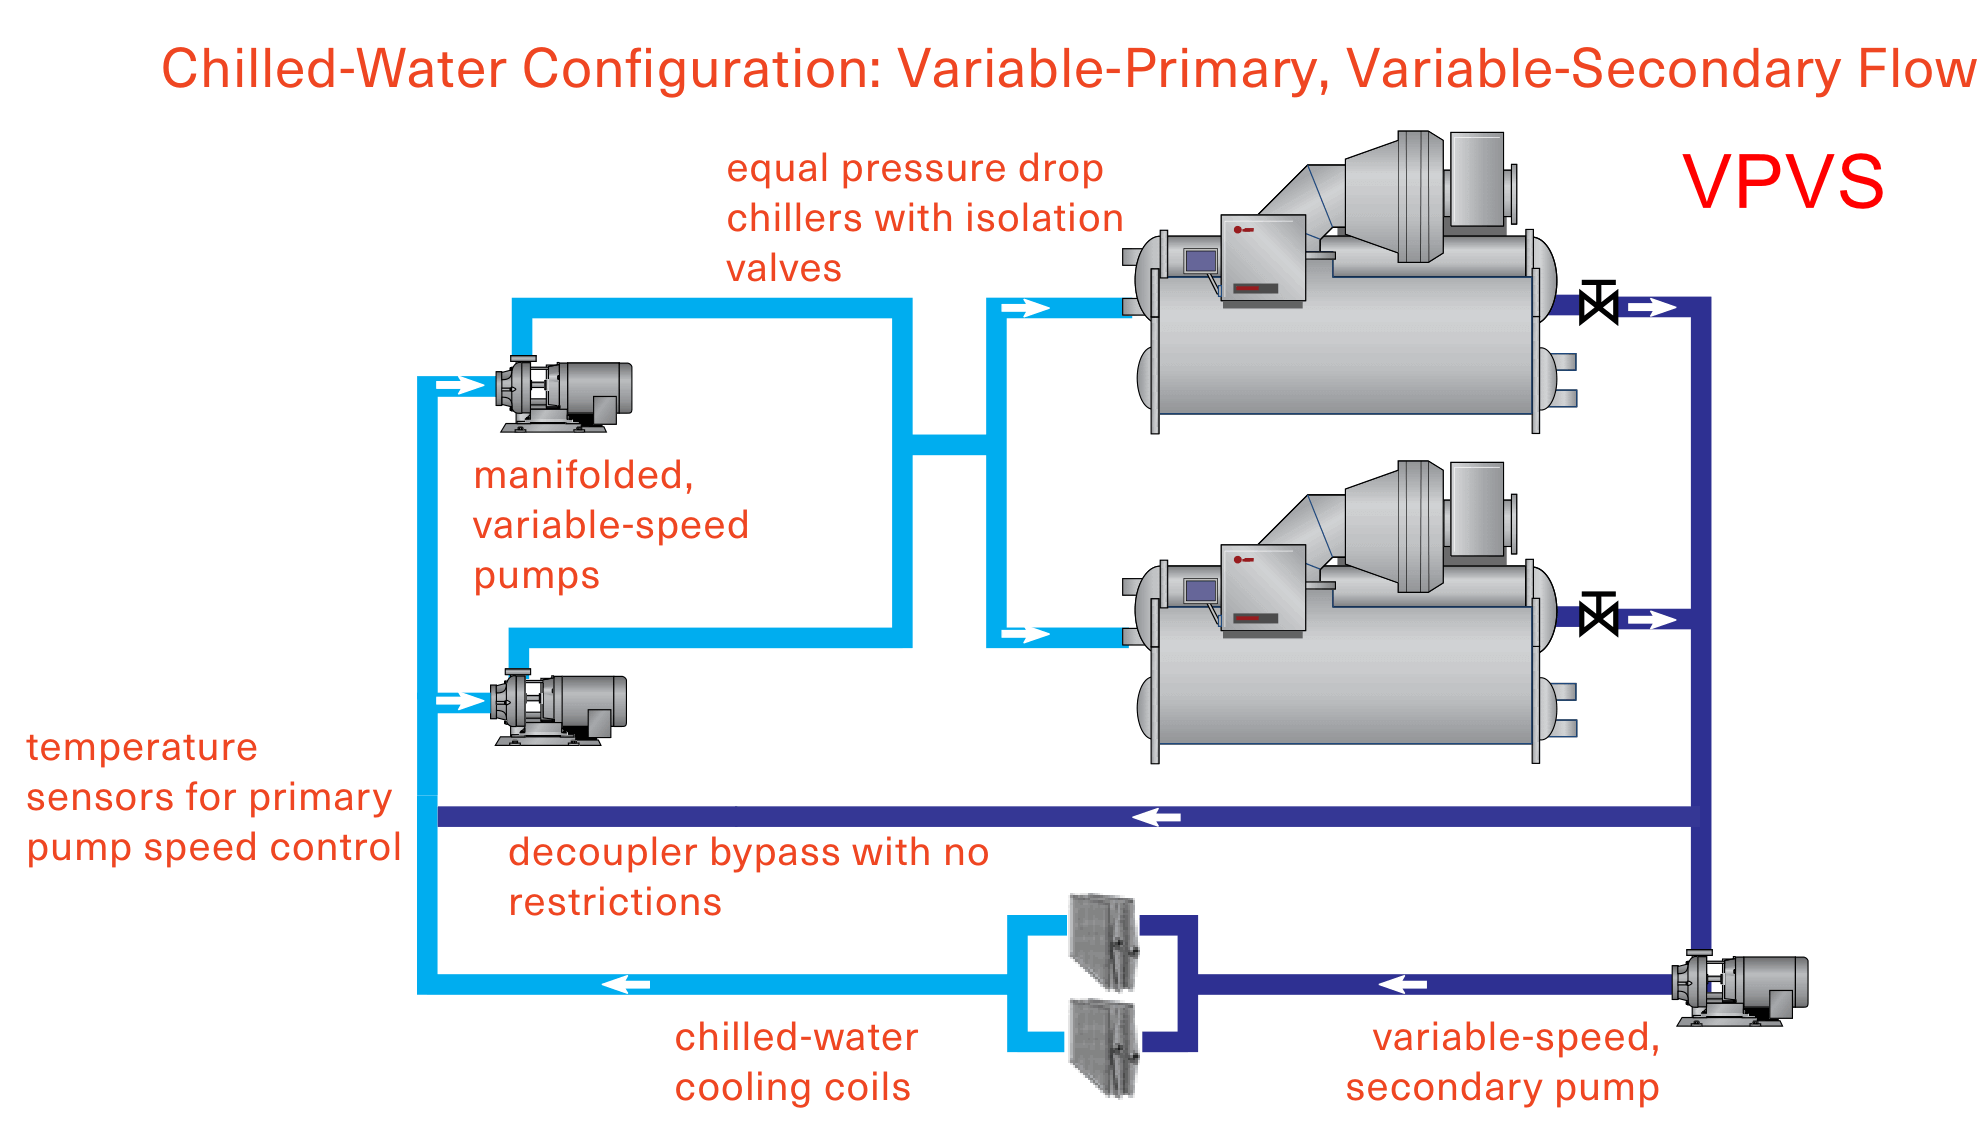 Chilled-Water Configuration: Variable-Primary, Variable-Secondary Flow
VPVS
equal pressure drop
chillers with isolation
valves
manifolded,
variable-speed
pumps
temperature
sensors for primary
pump speed control
decoupler bypass with no
restrictions
chilled-water
cooling coils
variable-speed,
secondary pump